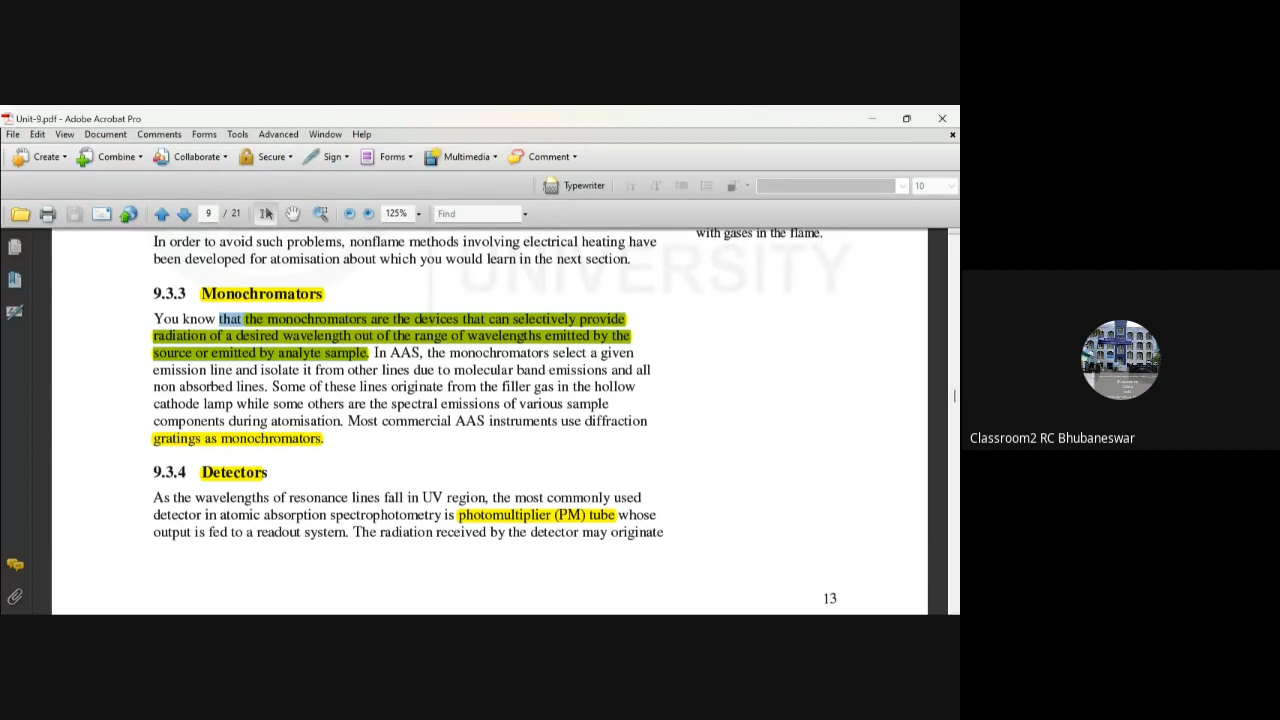 Unit-9.pdf - Adobe Acrobat Pro
File Edit View Document Comments Forms Tools Advanced Window Help
Create Combine Collaborate Secure Sign Forms Multimedia Comment
Typewriter 10
9 / 21 125% Find
with gases in the flame.
In order to avoid such problems, nonflame methods involving electrical heating have
been developed for atomisation about which you would learn in the next section.
UNIVERSITY
9.3.3 Monochromators
You know that the monochromators are the devices that can selectively provide
radiation of a desired wavelength out of the range of wavelengths emitted by the
source or emitted by analyte sample. In AAS, the monochromators select a given
emission line and isolate it from other lines due to molecular band emissions and all
non absorbed lines. Some of these lines originate from the filler gas in the hollow
cathode lamp while some others are the spectral emissions of various sample
components during atomisation. Most commercial AAS instruments use diffraction
gratings as monochromators.
9.3.4 Detectors
As the wavelengths of resonance lines fall in UV region, the most commonly used
detector in atomic absorption spectrophotometry is photomultiplier (PM) tube whose
output is fed to a readout system. The radiation received by the detector may originate
13
Classroom2 RC Bhubaneswar